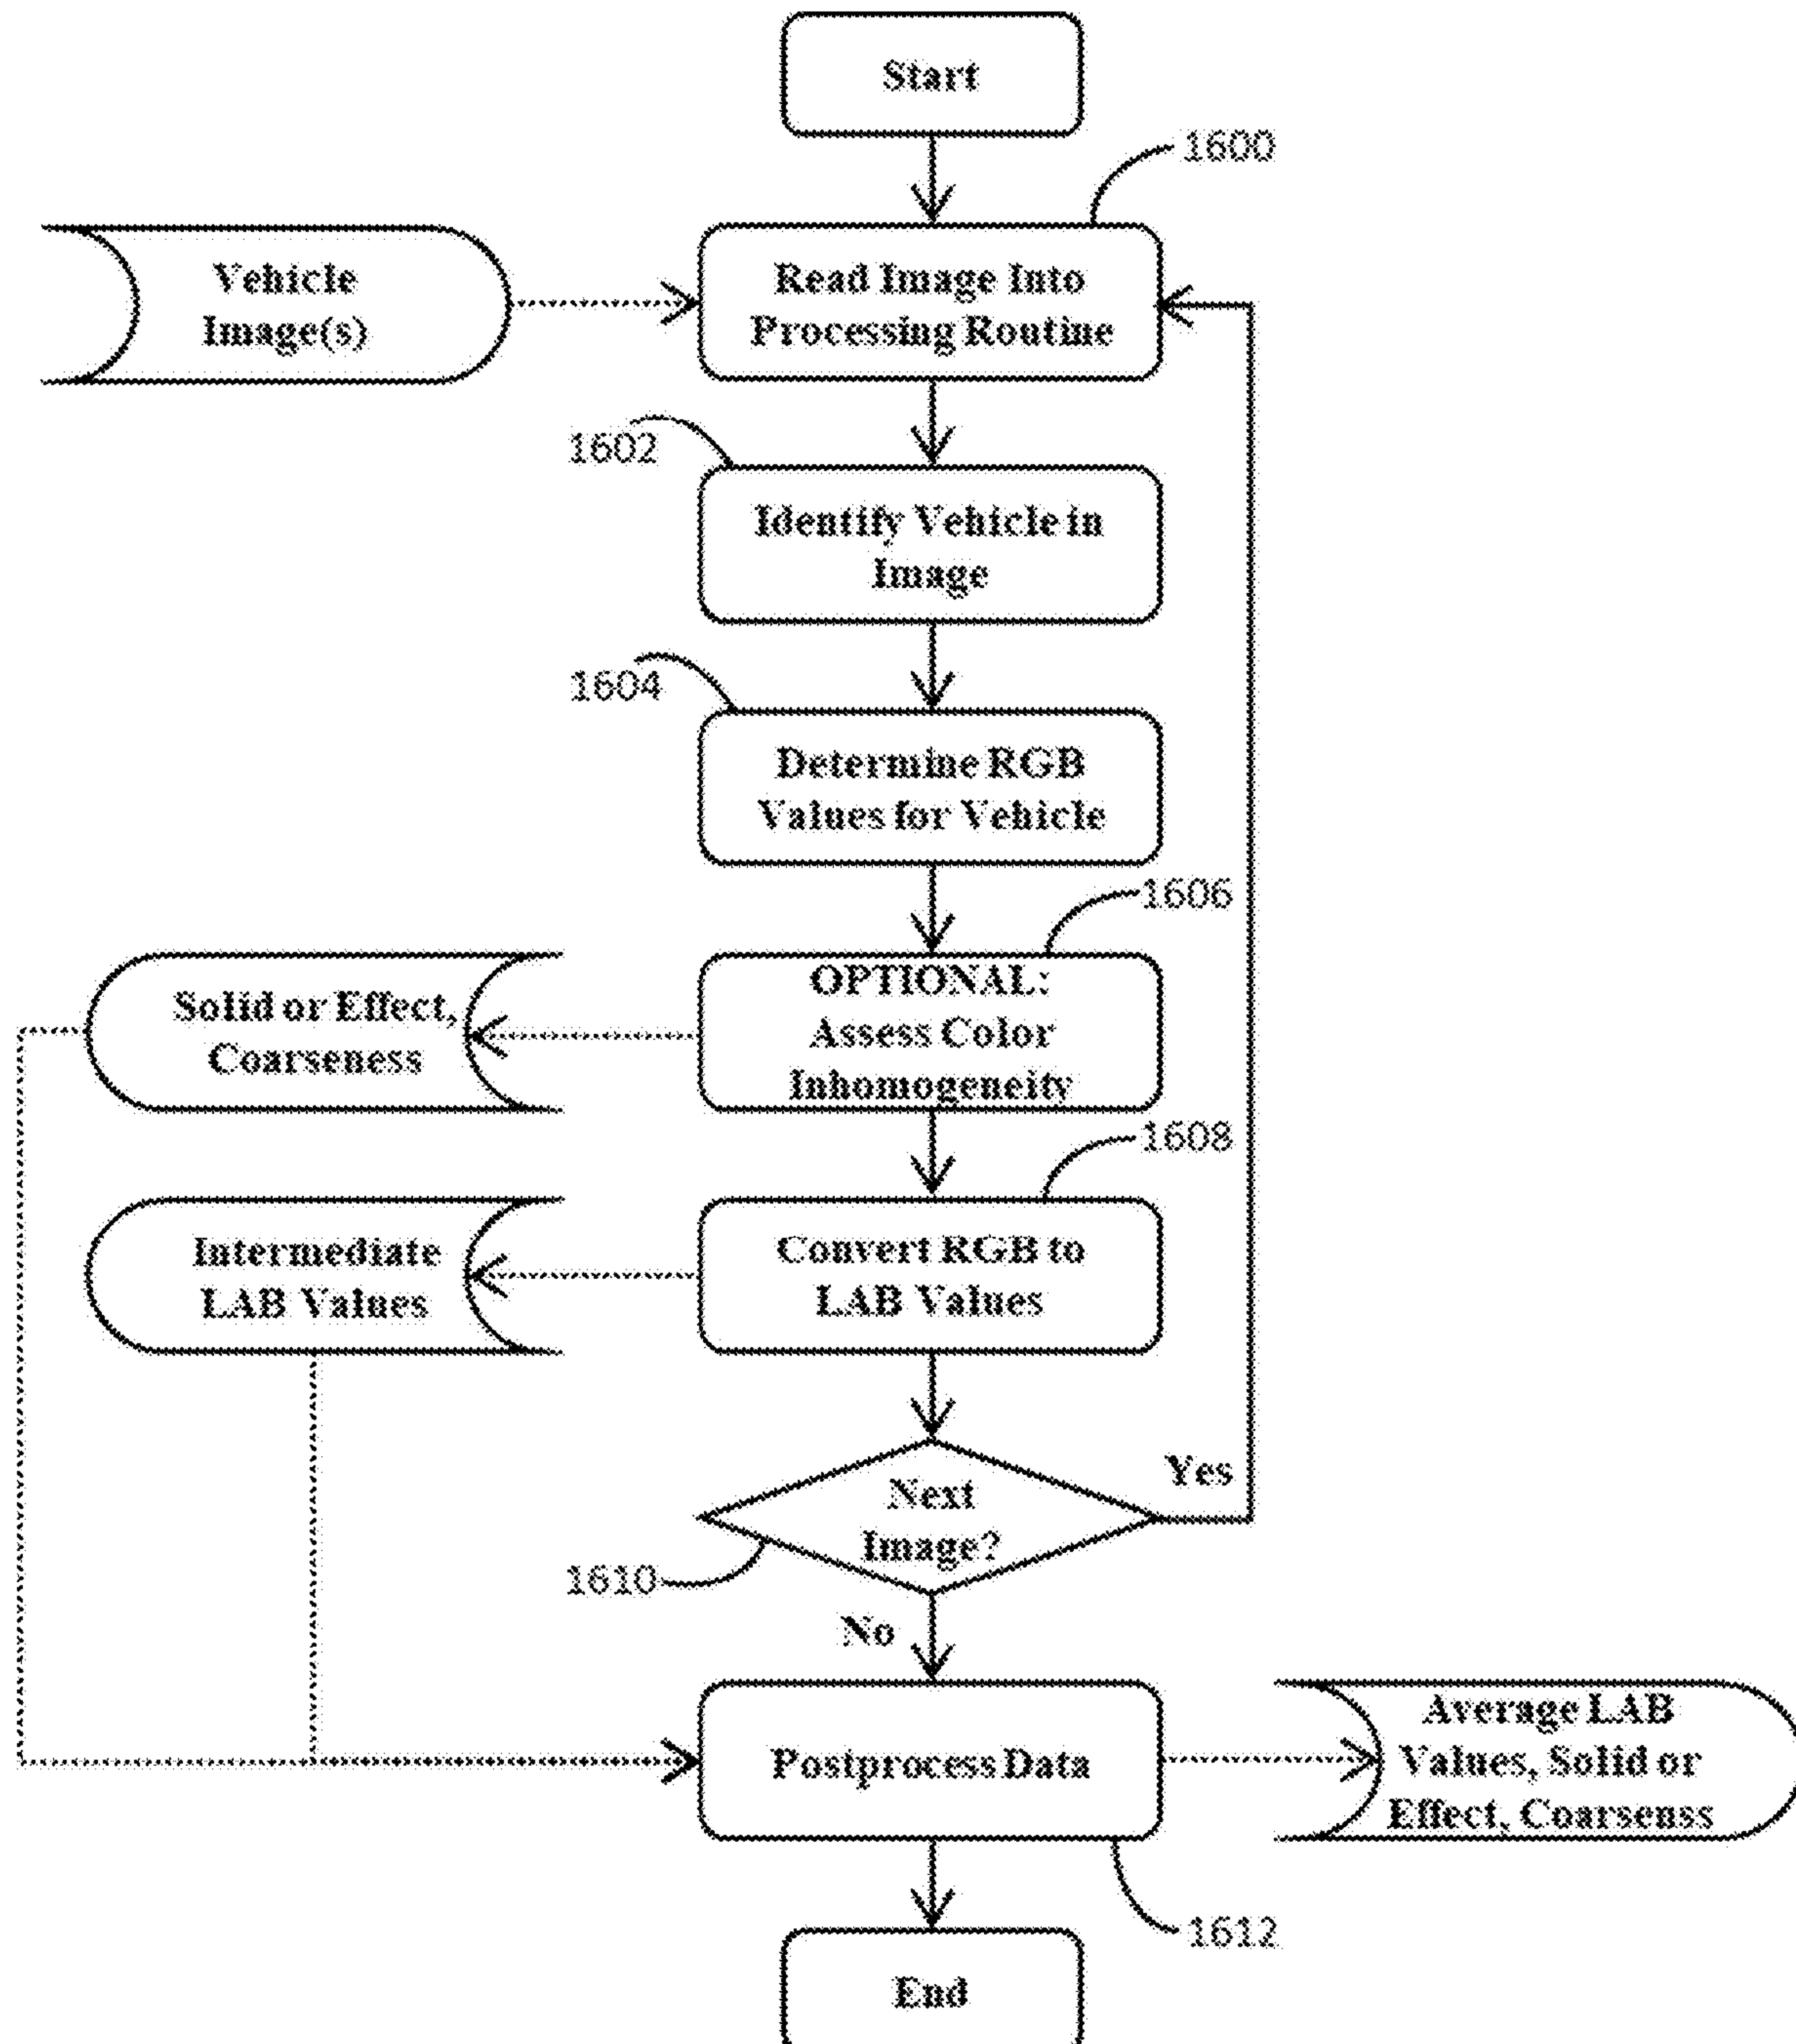 Start
1600
Vehicle
Image(s)
Read Image Into
Processing Routine
1602
Identify Vehicle in
Image
1604
Determine RGB
Values for Vehicle
1606
Solid or Effect,
Coarseness
OPTIONAL:
Assess Color
Inhomogeneity
1608
Intermediate
LAB Values
Convert RGB to
LAB Values
Next
Image?
Yes
1610
No
Postprocess Data
Average LAB
Values, Solid or
Effect, Coarsenss
1612
End